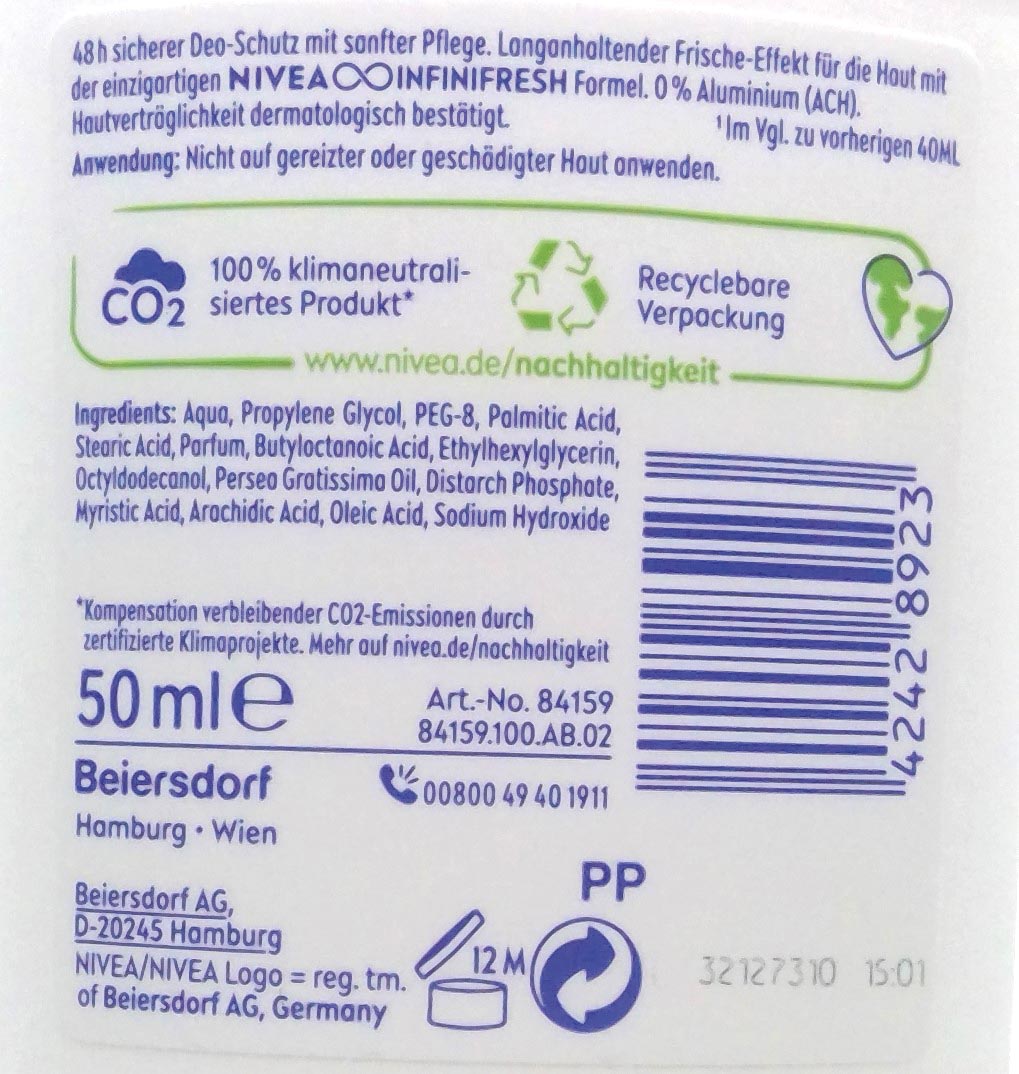 48h sicherer Deo-Schutz mit sanfter Pflege. Langanhaltender Frische-Effekt für die Haut mit
der einzigartigen NIVEA∞INFINIFRESH Formel. 0% Aluminium (ACH).
Hautverträglichkeit dermatologisch bestätigt.
¹Im Vgl. zu vorherigen 40ML
Anwendung: Nicht auf gereizter oder geschädigter Haut anwenden.
CO2
100% klimaneutrali-
siertes Produkt*
Recyclebare
Verpackung
www.nivea.de/nachhaltigkeit
Ingredients: Aqua, Propylene Glycol, PEG-8, Palmitic Acid,
Stearic Acid, Parfum, Butyloctanoic Acid, Ethylhexylglycerin,
Octyldodecanol, Persea Gratissima Oil, Distarch Phosphate,
Myristic Acid, Arachidic Acid, Oleic Acid, Sodium Hydroxide
4242 8923
*Kompensation verbleibender CO2-Emissionen durch
zertifizierte Klimaprojekte. Mehr auf nivea.de/nachhaltigkeit
50 ml e
Art.-No. 84159
84159.100.AB.02
Beiersdorf
00800 49 40 1911
Hamburg · Wien
Beiersdorf AG,
D-20245 Hamburg
NIVEA/NIVEA Logo = reg. tm.
of Beiersdorf AG, Germany
12 M
PP
32127310 15:01